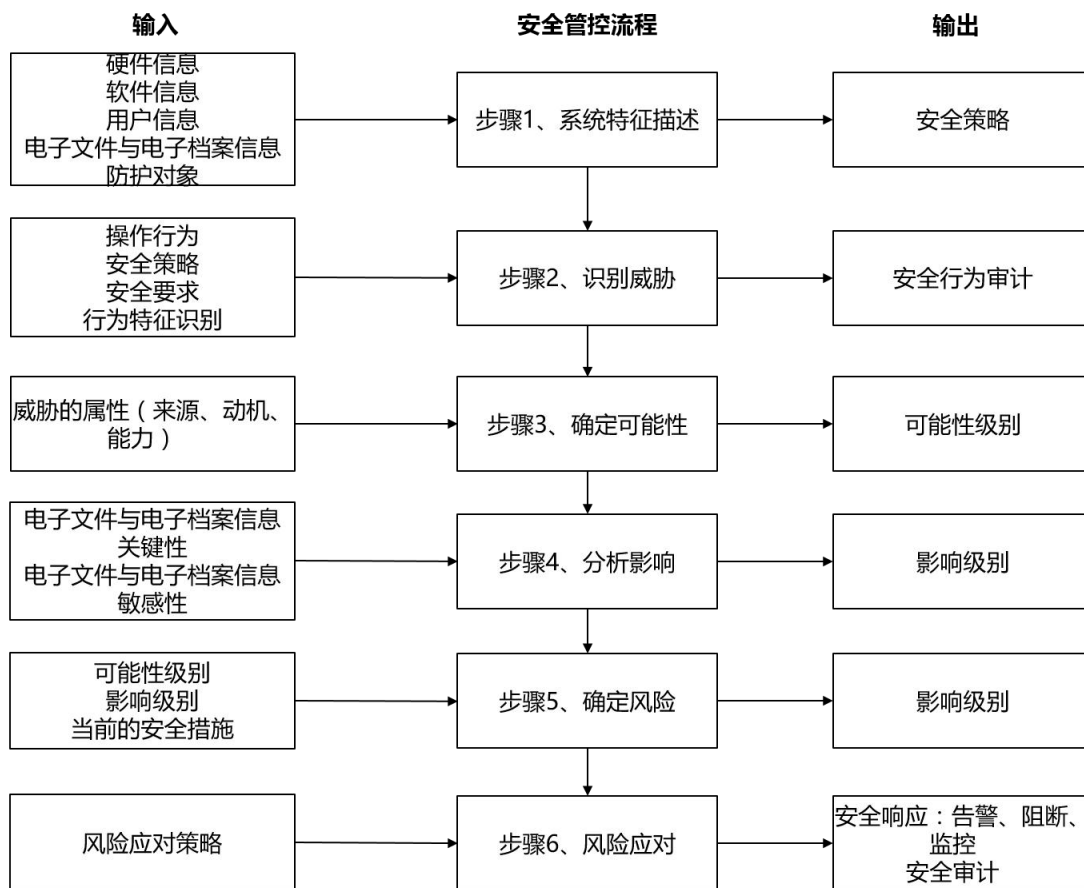 输入 安全管控流程 输出
硬件信息
软件信息
用户信息
电子文件与电子档案信息
防护对象
步骤1、系统特征描述
安全策略
操作行为
安全策略
安全要求
行为特征识别
步骤2、识别威胁
安全行为审计
威胁的属性（来源、动机、
能力）
步骤3、确定可能性
可能性级别
电子文件与电子档案信息
关键性
电子文件与电子档案信息
敏感性
步骤4、分析影响
影响级别
可能性级别
影响级别
当前的安全措施
步骤5、确定风险
影响级别
风险应对策略
步骤6、风险应对
安全响应：告警、阻断、
监控
安全审计